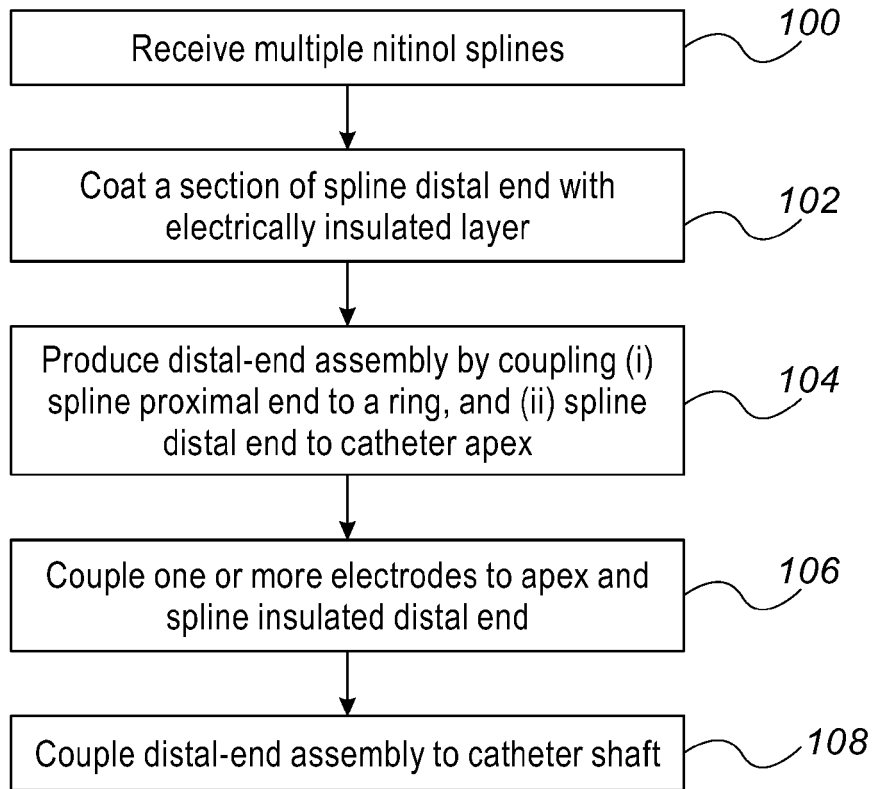 Receive multiple nitinol splines
100
Coat a section of spline distal end with
electrically insulated layer
102
Produce distal-end assembly by coupling (i)
spline proximal end to a ring, and (ii) spline
distal end to catheter apex
104
Couple one or more electrodes to apex and
spline insulated distal end
106
Couple distal-end assembly to catheter shaft
108